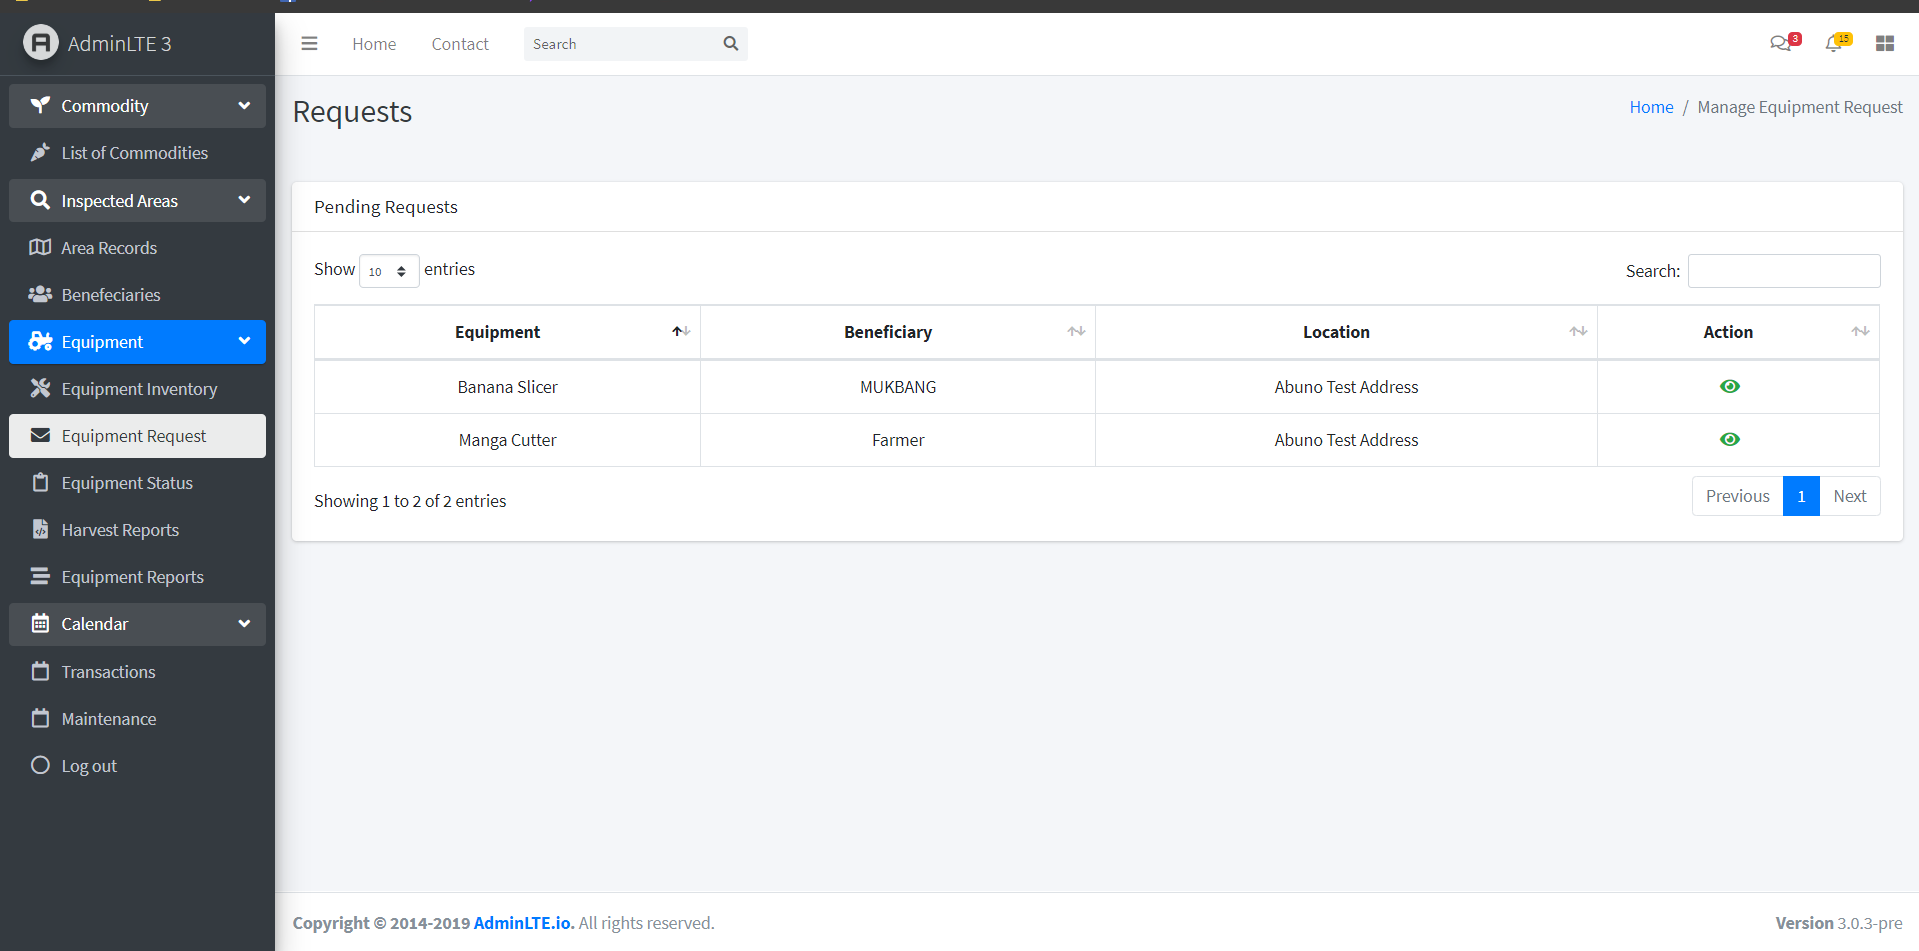 AdminLTE 3
Home Contact Search 3 15
Commodity
List of Commodities
Inspected Areas
Area Records
Benefeciaries
Equipment
Equipment Inventory
Equipment Request
Equipment Status
Harvest Reports
Equipment Reports
Calendar
Transactions
Maintenance
Log out
Requests
Home / Manage Equipment Request
Pending Requests
Show 10 entries Search:
Equipment Beneficiary Location Action
Banana Slicer MUKBANG Abuno Test Address
Manga Cutter Farmer Abuno Test Address
Showing 1 to 2 of 2 entries Previous 1 Next
Copyright © 2014-2019 AdminLTE.io. All rights reserved. Version 3.0.3-pre